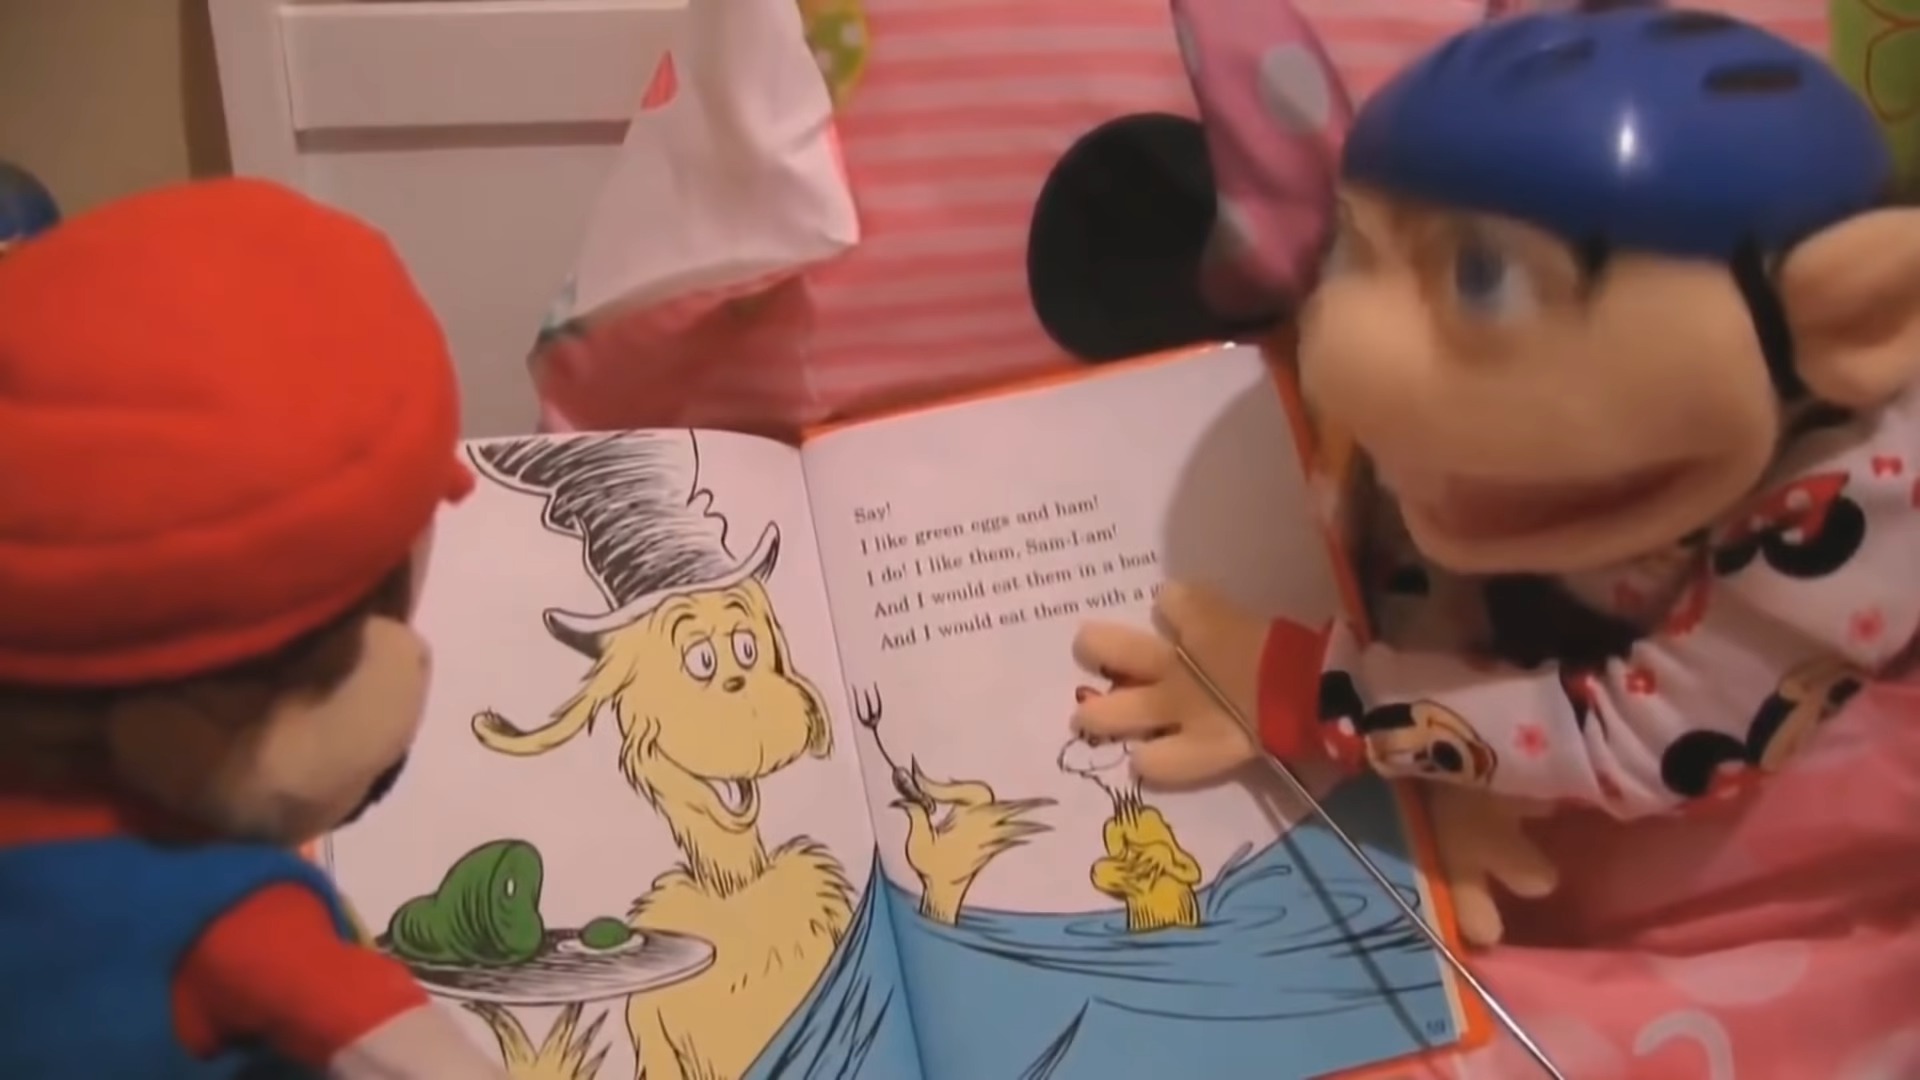 Say!
I like green eggs and ham!
I do! I like them, Sam-I-am!
And I would eat them in a boat
And I would eat them with a